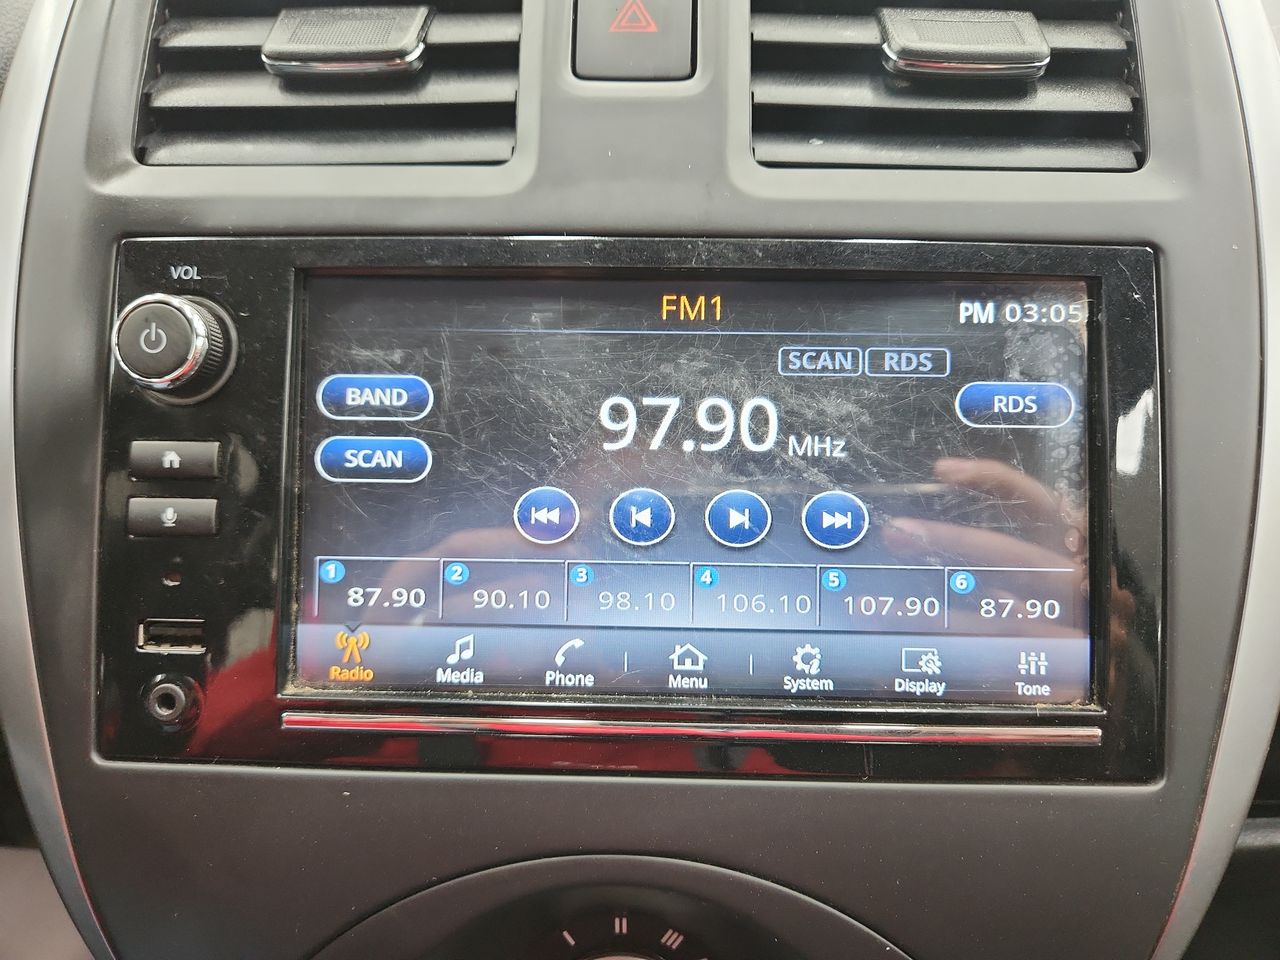 VOL
FM1
PM 03:05
SCAN RDS
BAND
RDS
97.90 MHz
SCAN
1 87.90
2 90.10
3 98.10
4 106.10
5 107.90
6 87.90
Radio
Media
Phone
Menu
System
Display
Tone